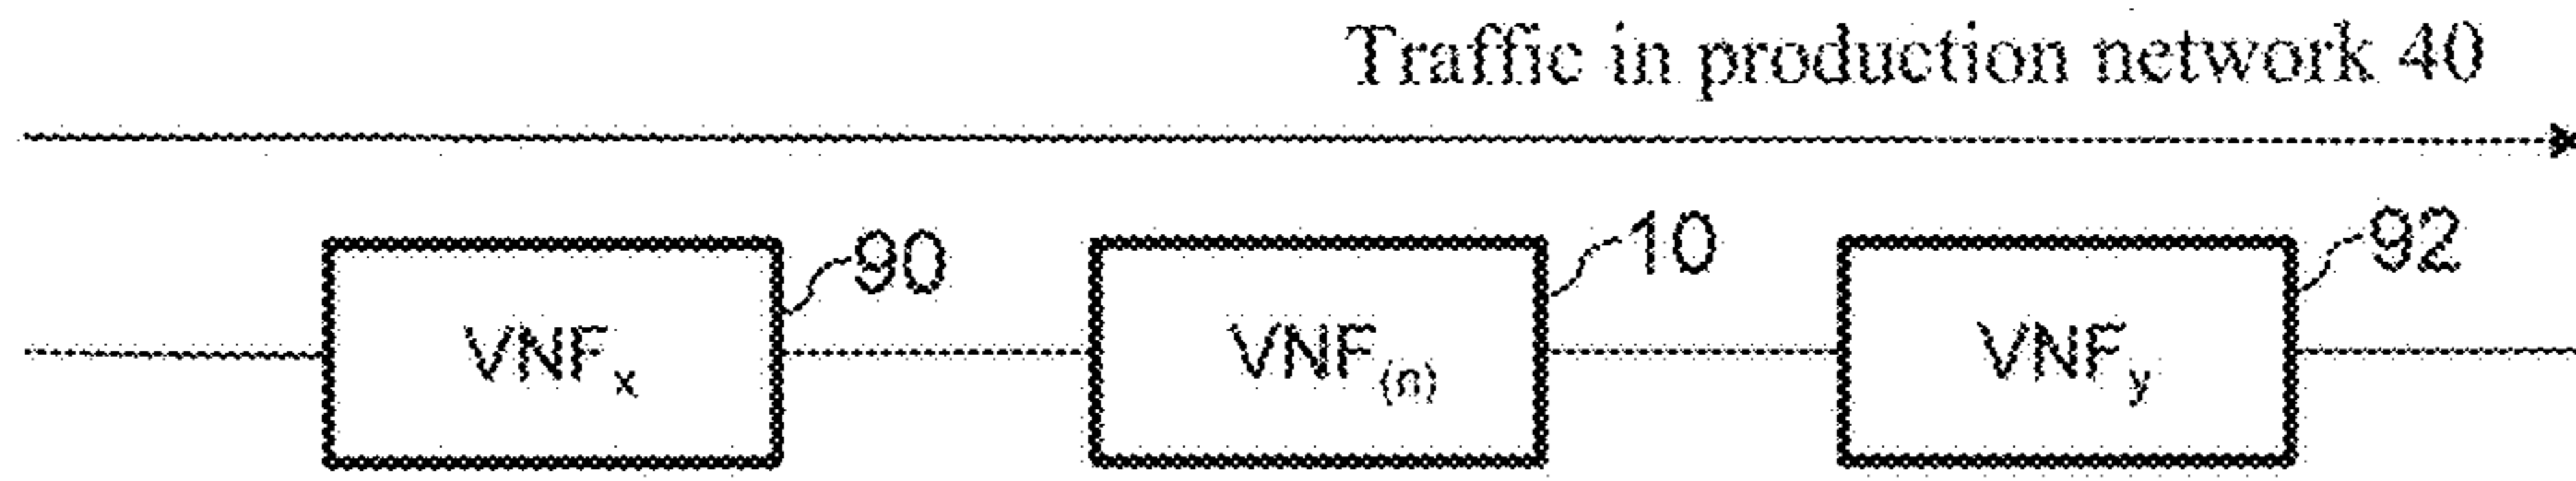 Traffic in production network 40
90
10
92
VNFx
VNF(n)
VNFy